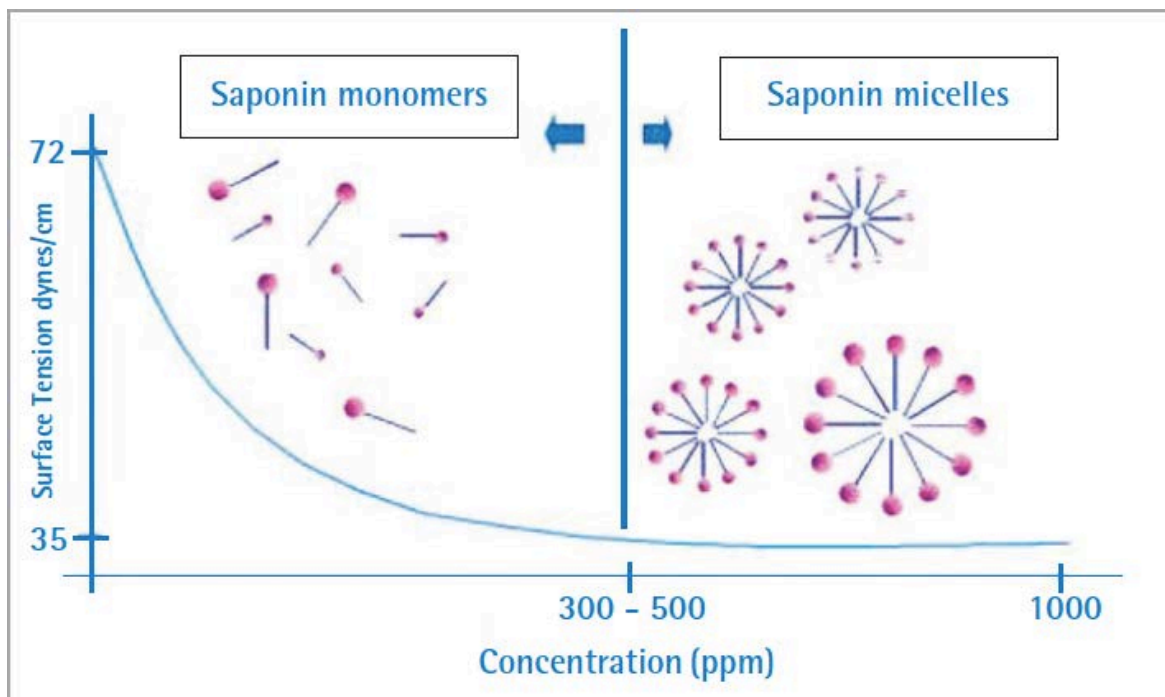 Saponin monomers
Saponin micelles
72
Surface Tension dynes/cm
35
300 - 500
1000
Concentration (ppm)